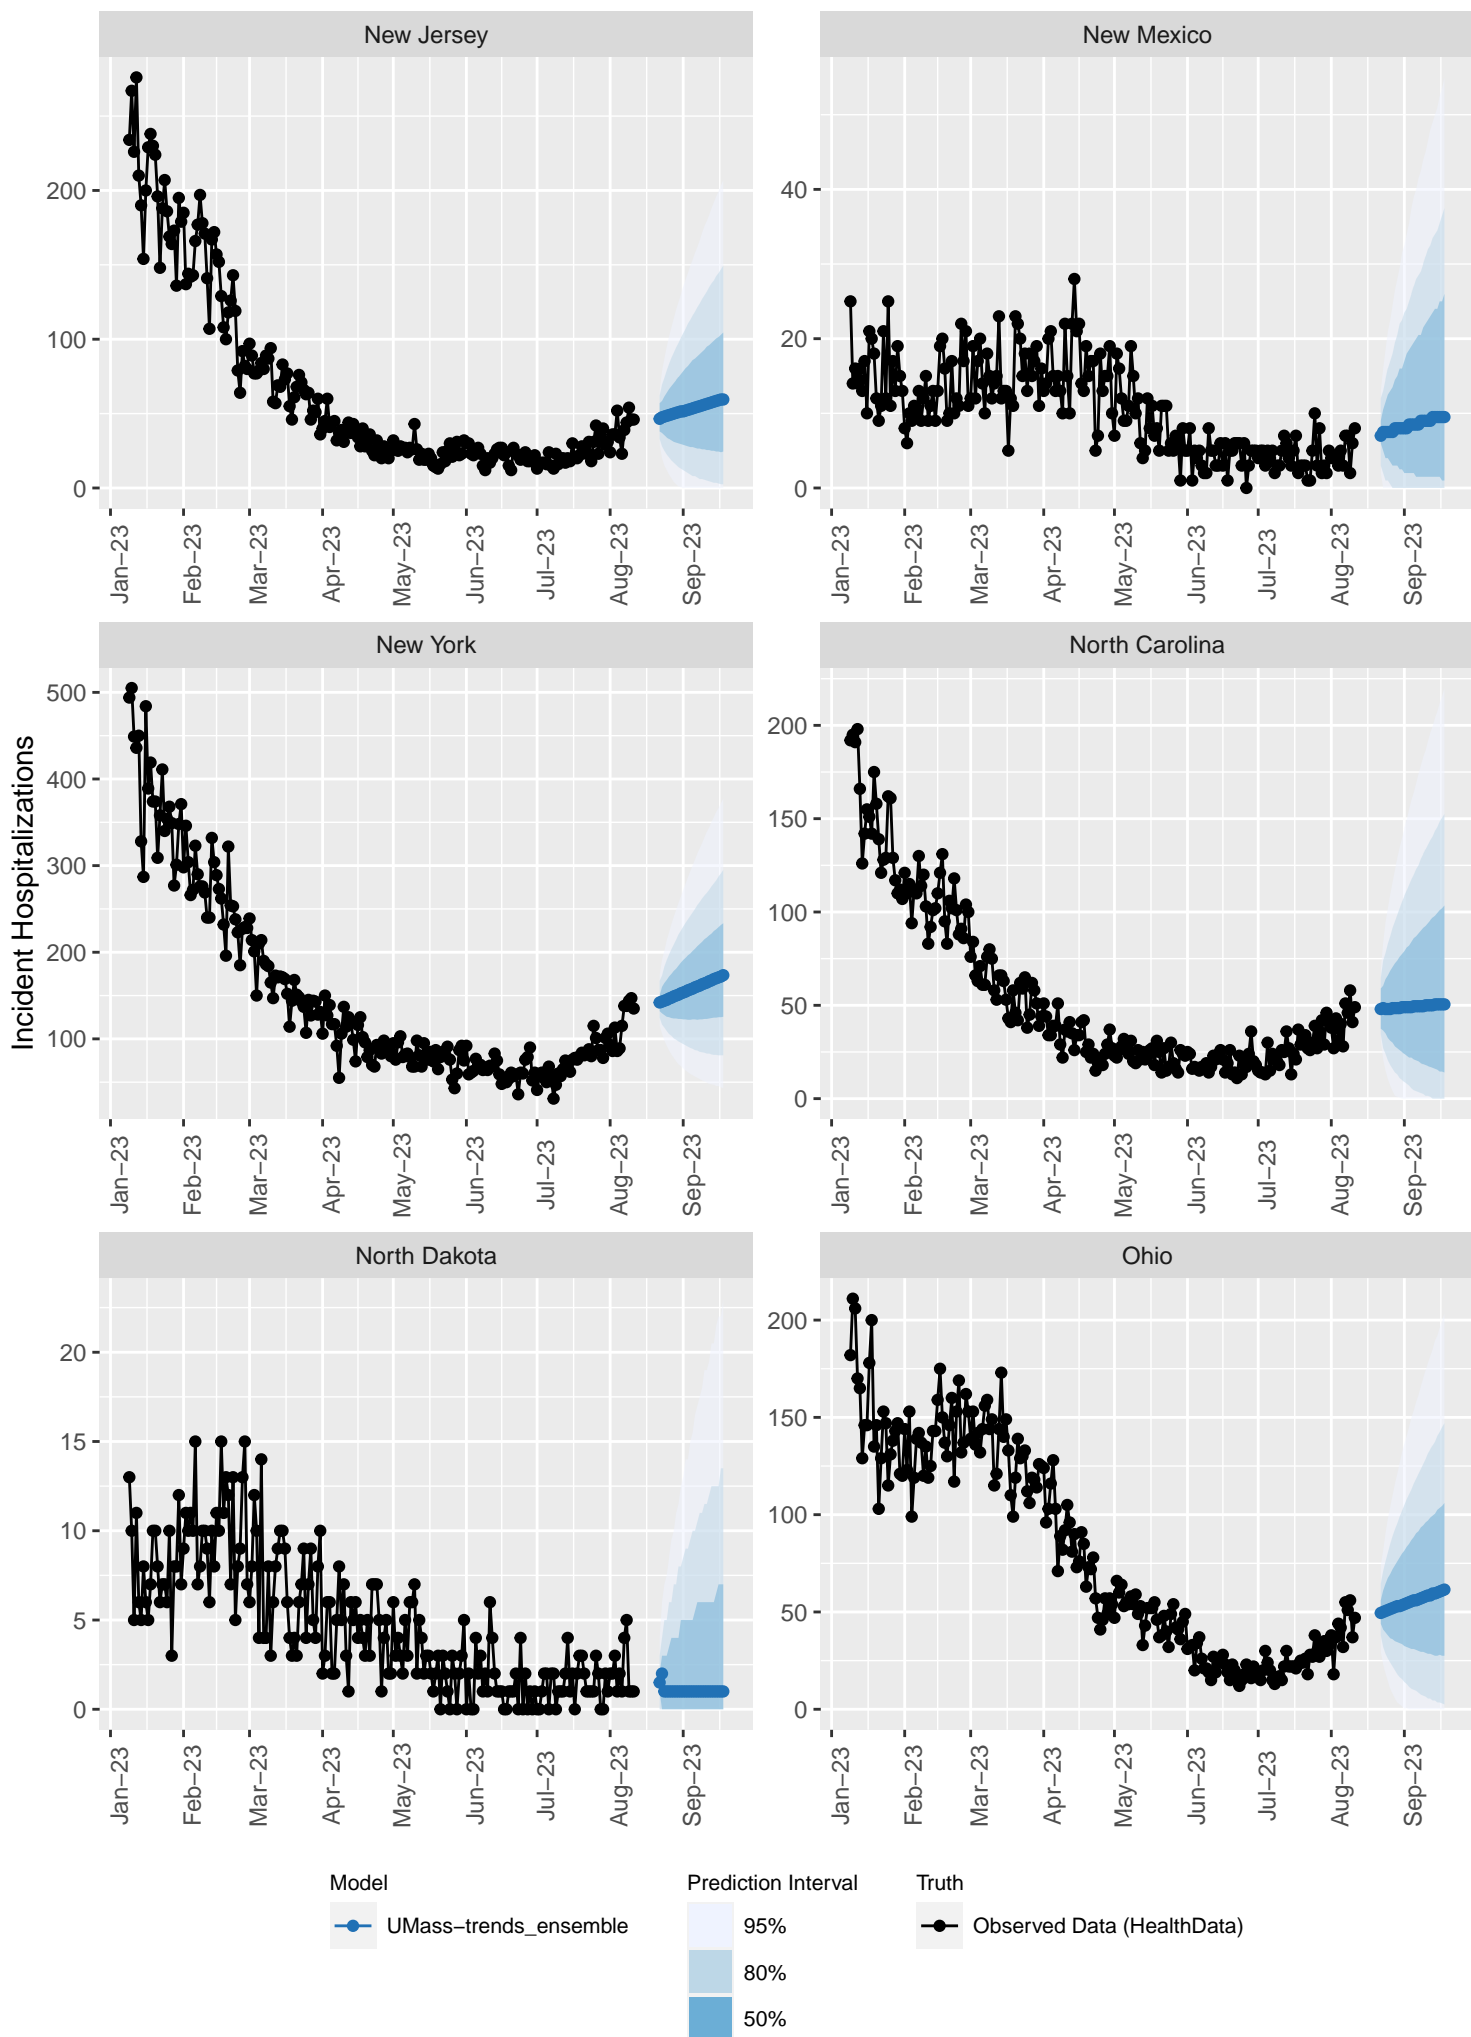 New Jersey
New Mexico
200
100
0
40
20
0
Jan−23
Feb−23
Mar−23
Apr−23
May−23
Jun−23
Jul−23
Aug−23
Sep−23
Jan−23
Feb−23
Mar−23
Apr−23
May−23
Jun−23
Jul−23
Aug−23
Sep−23
Incident Hospitalizations
New York
North Carolina
500
400
300
200
100
200
150
100
50
0
Jan−23
Feb−23
Mar−23
Apr−23
May−23
Jun−23
Jul−23
Aug−23
Sep−23
Jan−23
Feb−23
Mar−23
Apr−23
May−23
Jun−23
Jul−23
Aug−23
Sep−23
North Dakota
Ohio
20
15
10
5
0
200
150
100
50
0
Jan−23
Feb−23
Mar−23
Apr−23
May−23
Jun−23
Jul−23
Aug−23
Sep−23
Jan−23
Feb−23
Mar−23
Apr−23
May−23
Jun−23
Jul−23
Aug−23
Sep−23
Model
UMass−trends_ensemble
Prediction Interval
95%
80%
50%
Truth
Observed Data (HealthData)